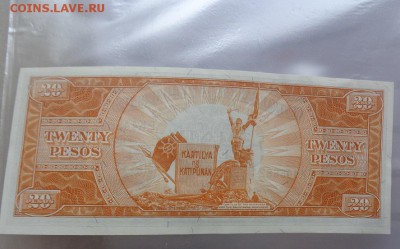 COINS.LAVE.RU
20
20
TWENTY
PESOS
KARTILYA
NG
KATIPUNAN
TWENTY
PESOS
20
20